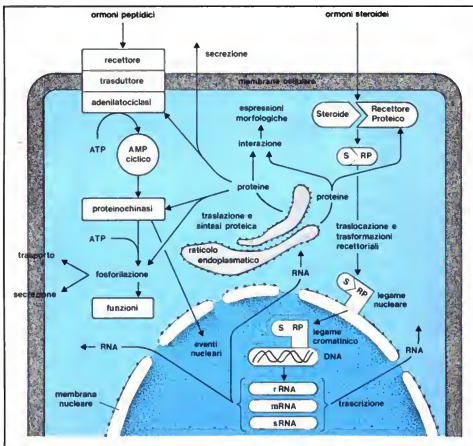 ormoni peptidici
ormoni steroidei
recettore
trasduttore
adenilatociclasi
secrezione
membrana cellulare
ATP
AMP
ciclico
espressioni
morfologiche
interazione
Steroide
Recettore
Proteico
S RP
proteine
proteine
proteinochinasi
traslazione e
sintesi proteica
raticolo
endoplasmatico
traslocazione e
trasformazioni
recettoriali
ATP
trasporto
fosforilazione
secrezione
funzioni
RNA
S RP
legame
nucleare
eventi
nucleari
S RP
legame
cromatinico
RNA
DNA
RNA
membrana
nucleare
rRNA
mRNA
sRNA
trascrizione